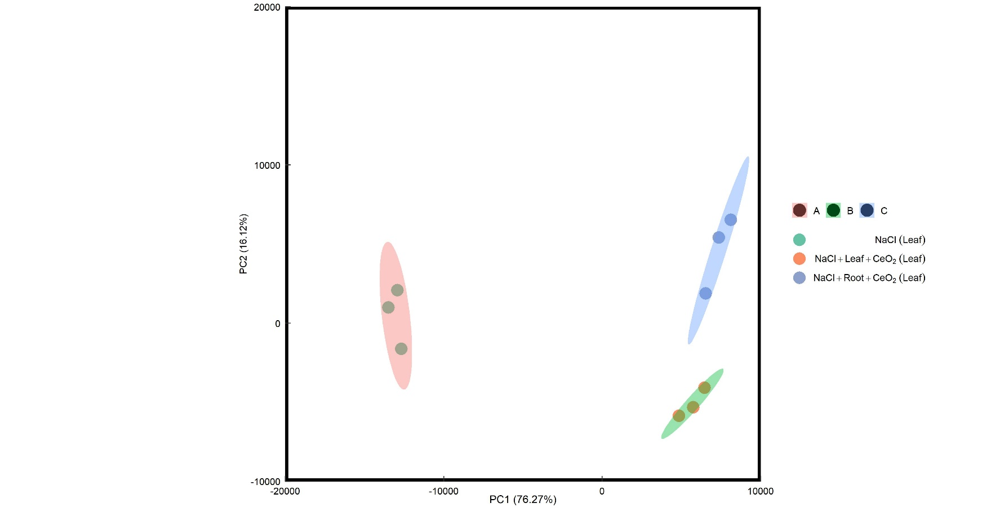 20000
10000
0
-10000
PC2 (16.12%)
-20000 -10000 0 10000
PC1 (76.27%)
A B C
NaCl (Leaf)
NaCl+Leaf+CeO₂ (Leaf)
NaCl+Root+CeO₂ (Leaf)